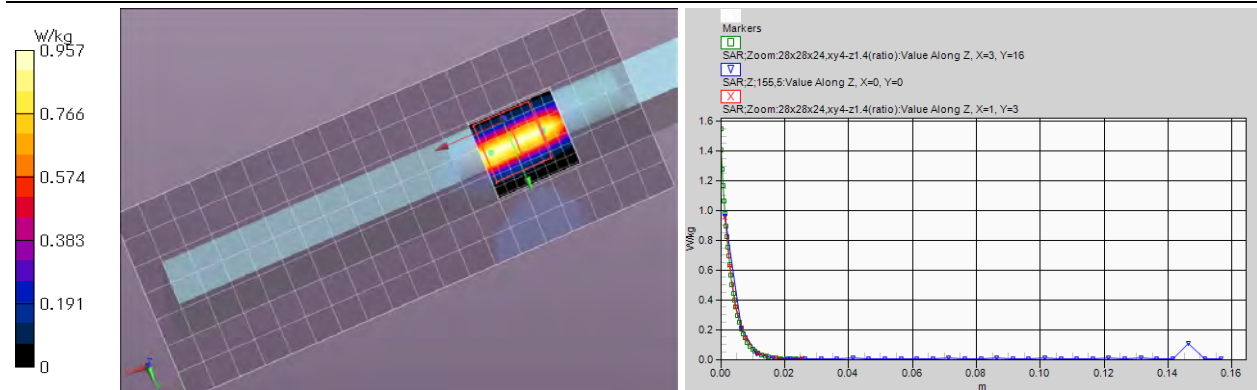 W/kg
0.957
0.766
0.574
0.383
0.191
0
Markers
SAR;Zoom:28x28x24,xy4-z1.4(ratio):Value Along Z, X=3, Y=16
SAR;Z;155,5:Value Along Z, X=0, Y=0
SAR;Zoom:28x28x24,xy4-z1.4(ratio):Value Along Z, X=1, Y=3
1.6
1.4
1.2
1.0
0.8
0.6
0.4
0.2
0.0
W/kg
0.00 0.02 0.04 0.06 0.08 0.10 0.12 0.14 0.16
m